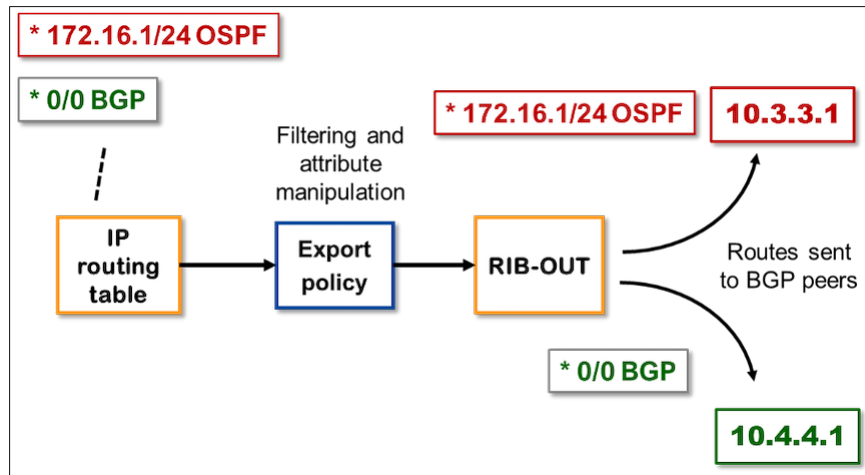 * 172.16.1/24 OSPF
* 0/0 BGP
Filtering and
attribute
manipulation
* 172.16.1/24 OSPF
10.3.3.1
IP
routing
table
Export
policy
RIB-OUT
Routes sent
to BGP peers
* 0/0 BGP
10.4.4.1